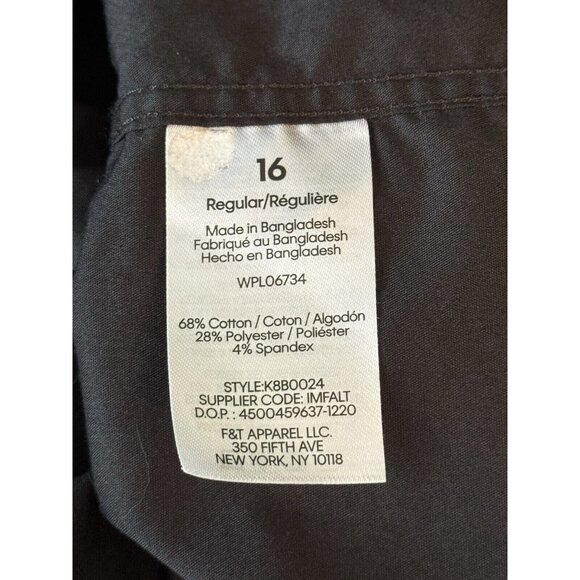 16
Regular/Régulière
Made in Bangladesh
Fabriqué au Bangladesh
Hecho en Bangladesh
WPL06734
68% Cotton / Coton / Algodón
28% Polyester / Poliéster
4% Spandex
STYLE:K8B0024
SUPPLIER CODE: IMFALT
D.O.P. : 4500459637-1220
F&T APPAREL LLC.
350 FIFTH AVE
NEW YORK, NY 10118